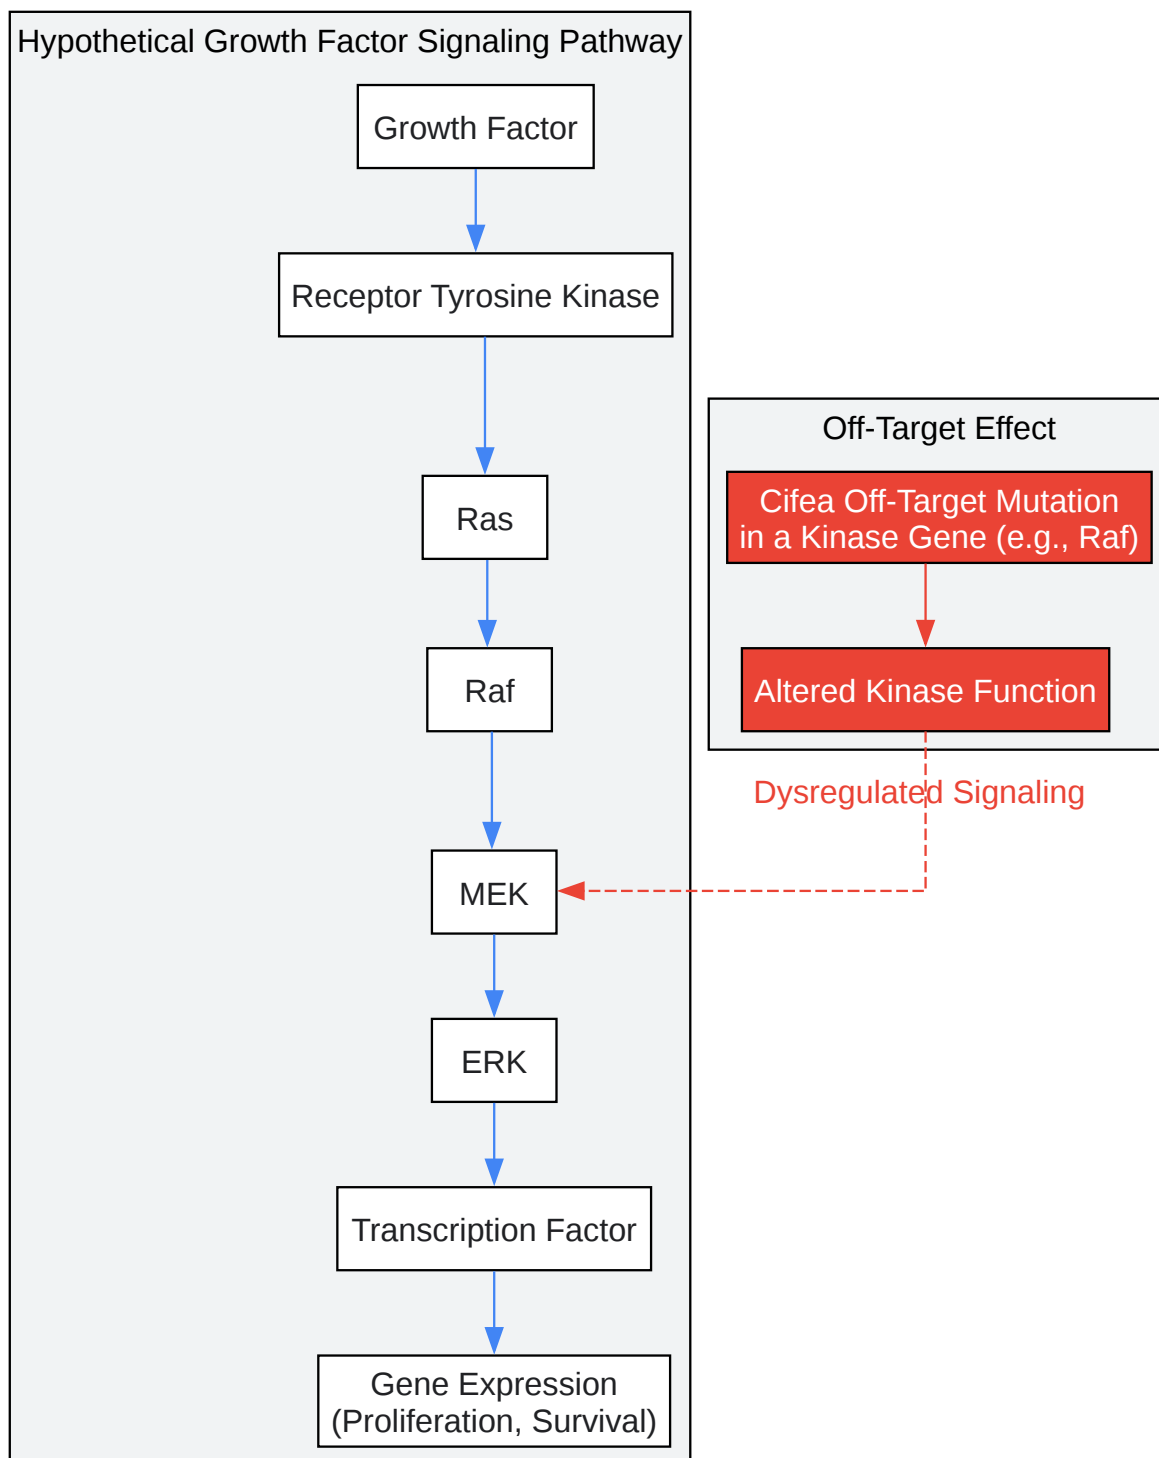 Hypothetical Growth Factor Signaling Pathway
Growth Factor
Receptor Tyrosine Kinase
Ras
Raf
MEK
ERK
Transcription Factor
Gene Expression
(Proliferation, Survival)
Off-Target Effect
Cifea Off-Target Mutation
in a Kinase Gene (e.g., Raf)
Altered Kinase Function
Dysregulated Signaling